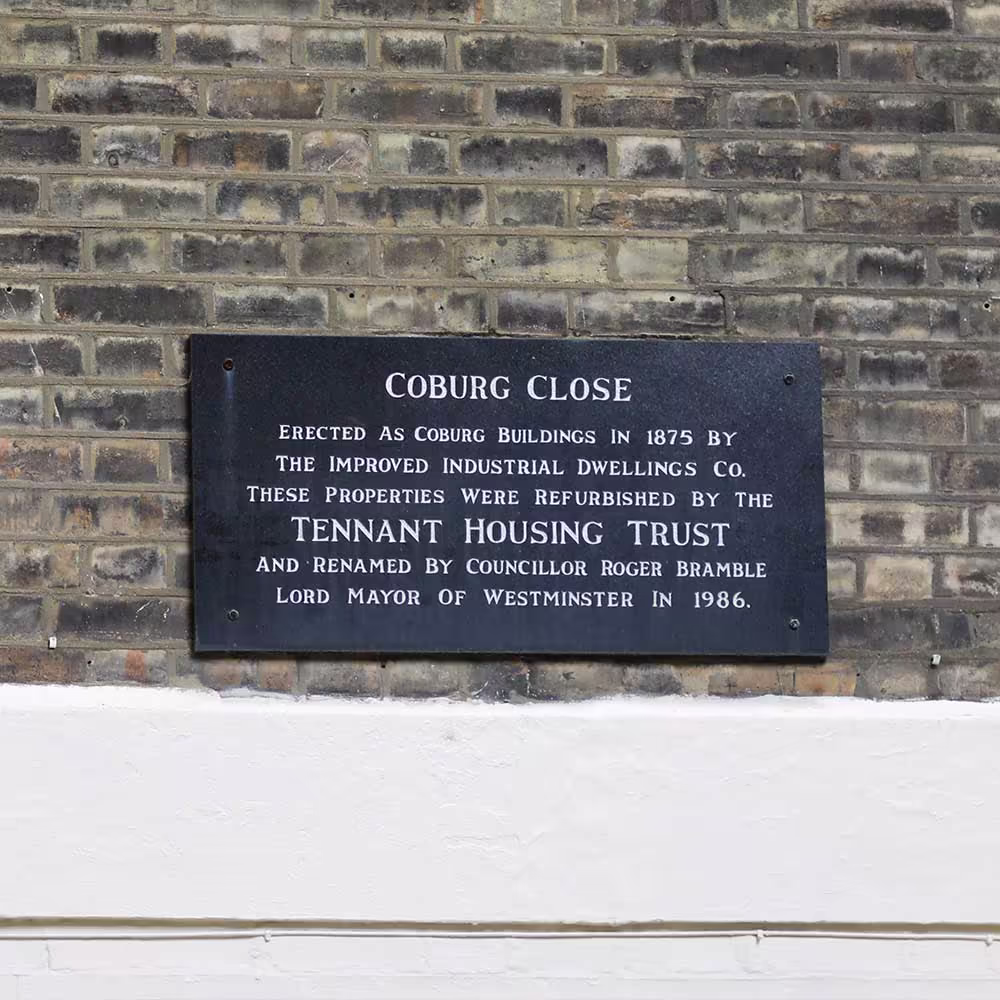 COBURG CLOSE
ERECTED AS COBURG BUILDINGS IN 1875 BY
THE IMPROVED INDUSTRIAL DWELLINGS CO.
THESE PROPERTIES WERE REFURBISHED BY THE
TENNANT HOUSING TRUST
AND RENAMED BY COUNCILLOR ROGER BRAMBLE
LORD MAYOR OF WESTMINSTER IN 1986.